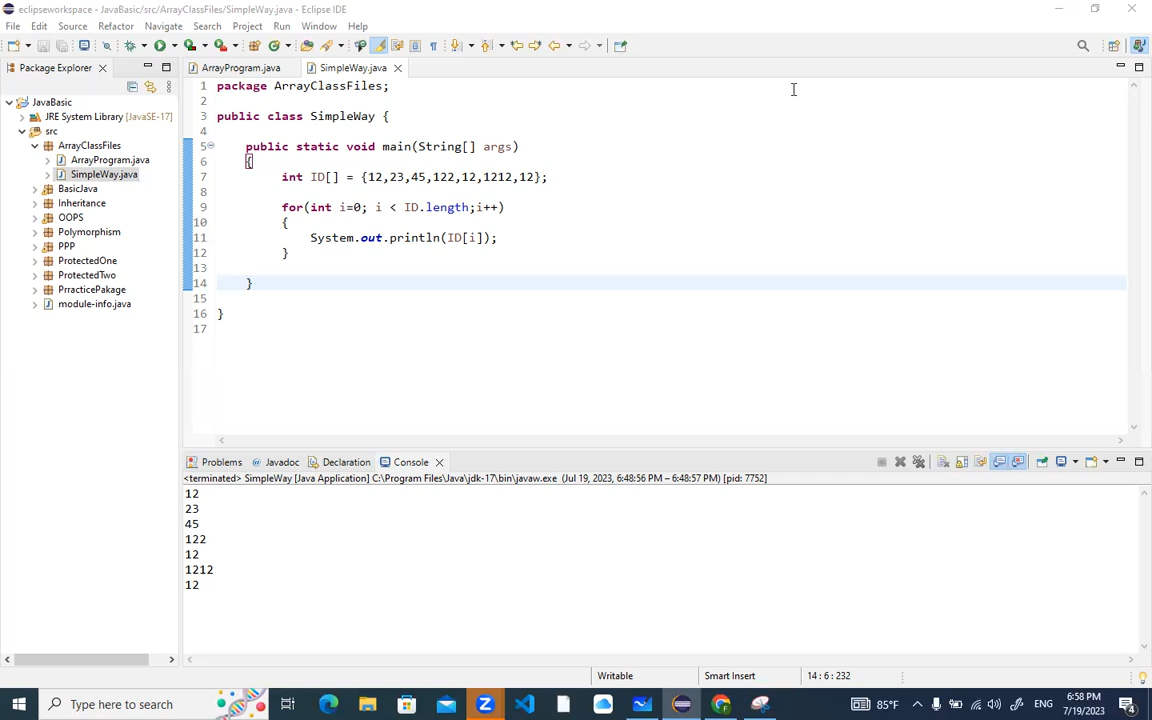 eclipseworkspace - JavaBasic/src/ArrayClassFiles/SimpleWay.java - Eclipse IDE
File Edit Source Refactor Navigate Search Project Run Window Help
Package Explorer
ArrayProgram.java SimpleWay.java
JavaBasic
JRE System Library [JavaSE-17]
src
ArrayClassFiles
ArrayProgram.java
SimpleWay.java
BasicJava
Inheritance
OOPS
Polymorphism
PPP
ProtectedOne
ProtectedTwo
PrracticePakage
module-info.java
1 package ArrayClassFiles;
2
3 public class SimpleWay {
4
5 public static void main(String[] args)
6 {
7 int ID[] = {12,23,45,122,12,1212,12};
8
9 for(int i=0; i < ID.length;i++)
10 {
11 System.out.println(ID[i]);
12 }
13
14 }
15
16 }
17
Problems @ Javadoc Declaration Console
<terminated> SimpleWay [Java Application] C:\Program Files\Java\jdk-17\bin\javaw.exe (Jul 19, 2023, 6:48:56 PM – 6:48:57 PM) [pid: 7752]
12
23
45
122
12
1212
12
Writable Smart Insert 14 : 6 : 232
Type here to search
85°F ENG 6:58 PM
7/19/2023
4